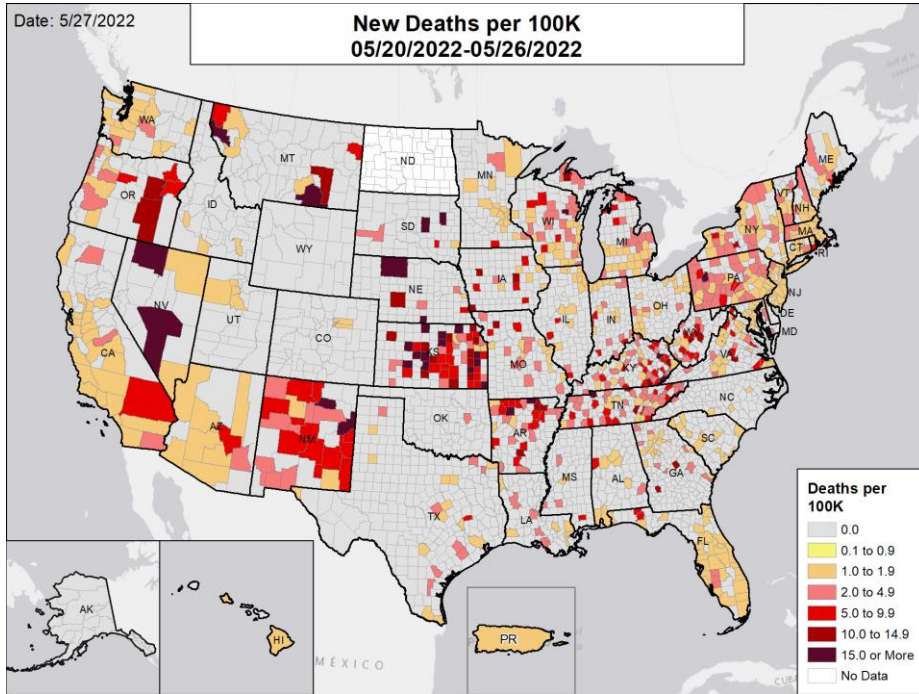 Date: 5/27/2022
New Deaths per 100K
05/20/2022-05/26/2022
WA
MT
ND
MN
ME
OR
ID
SD
WI
VT
NH
NY
MA
WY
MI
CT
RI
IA
PA
NE
NV
NJ
OH
IL
IN
DE
UT
MD
CO
CA
KS
MO
VA
KY
NC
TN
OK
AZ
NM
AR
SC
MS
AL
GA
TX
LA
FL
AK
HI
PR
MÉXICO
Deaths per
100K
0.0
0.1 to 0.9
1.0 to 1.9
2.0 to 4.9
5.0 to 9.9
10.0 to 14.9
15.0 or More
No Data